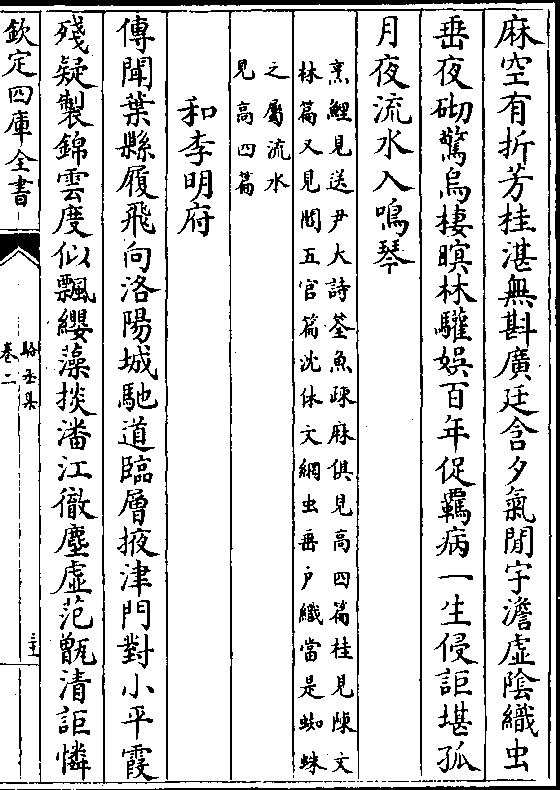 麻空有折芳桂湛無斟廣廷含夕氣閒宇澹虛陰織虫
垂夜砌驚烏棲暝林驩娛百年促羈病一生侵詎堪孤
月夜流水入鳴琴
烹鯉見送尹大詩荃魚疎麻俱見高四篇桂見陳文
林篇又見閻五官篇沈休文網虫垂户織當是蜘蛛
之屬流水
見高四篇
和李明府
傳聞葉縣履飛向洛陽城馳道臨層掖津門對小平霞
殘疑製錦雲度似飄纓藻掞潘江徹塵虛范甑清詎憐
欽定四庫全書
駱丞集
卷二